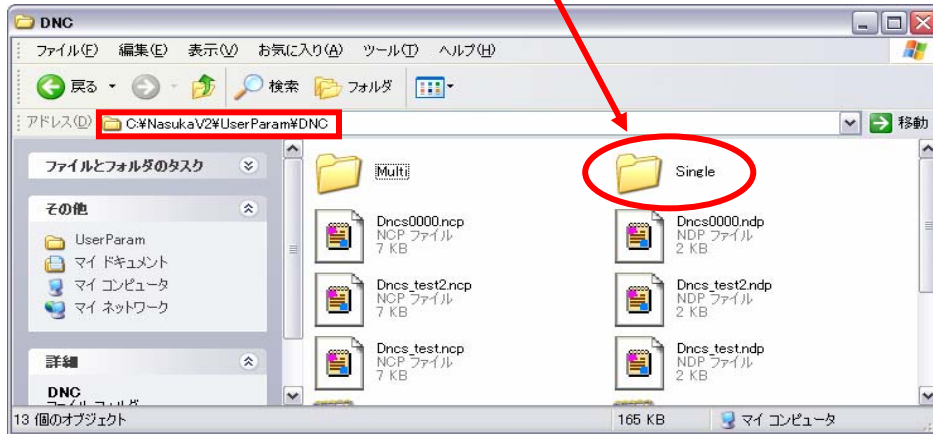 DNC
ファイル(F) 編集(E) 表示(V) お気に入り(A) ツール(T) ヘルプ(H)
戻る 検索 フォルダ
アドレス(D) C:¥NasukaV2¥UserParam¥DNC 移動
ファイルとフォルダのタスク
その他
UserParam
マイ ドキュメント
マイ コンピュータ
マイ ネットワーク
詳細
DNC
ファイル フォルダ
Multi
Single
Dncs0000.ncp
NCP ファイル
7 KB
Dncs0000.ndp
NDP ファイル
2 KB
Dncs_test2.ncp
NCP ファイル
7 KB
Dncs_test2.ndp
NDP ファイル
2 KB
Dncs_test.ncp
NCP ファイル
7 KB
Dncs_test.ndp
NDP ファイル
2 KB
13 個のオブジェクト 165 KB マイ コンピュータ